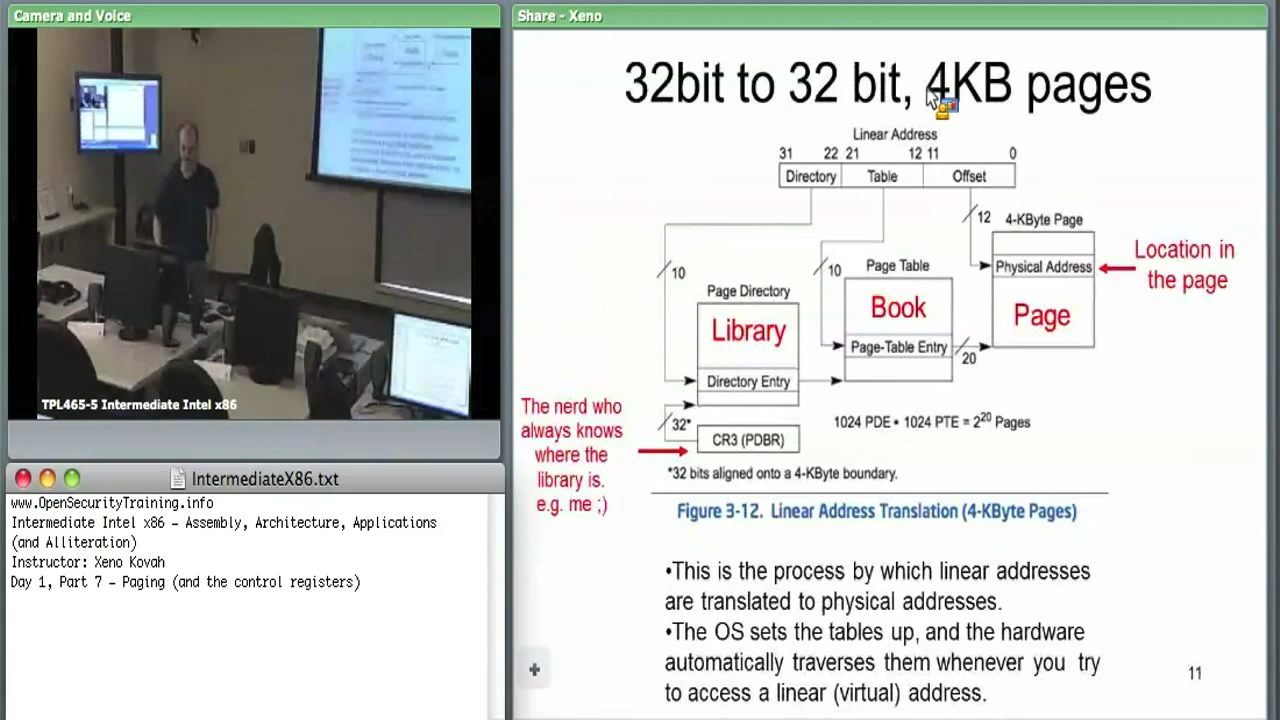 Camera and Voice
TPL465-5 Intermediate Intel x86
IntermediateX86.txt
www.OpenSecurityTraining.info
Intermediate Intel x86 – Assembly, Architecture, Applications
(and Alliteration)
Instructor: Xeno Kovah
Day 1, Part 7 – Paging (and the control registers)
Share - Xeno
32bit to 32 bit, 4KB pages
Linear Address
31 22 21 12 11 0
Directory Table Offset
12
4-KByte Page
Physical Address
Page
Location in
the page
10
Page Table
Book
Page-Table Entry
20
10
Page Directory
Library
Directory Entry
32*
CR3 (PDBR)
The nerd who
always knows
where the
library is.
e.g. me ;)
1024 PDE * 1024 PTE = 2²⁰ Pages
*32 bits aligned onto a 4-KByte boundary.
Figure 3-12. Linear Address Translation (4-KByte Pages)
•This is the process by which linear addresses
are translated to physical addresses.
•The OS sets the tables up, and the hardware
automatically traverses them whenever you try
to access a linear (virtual) address.
11